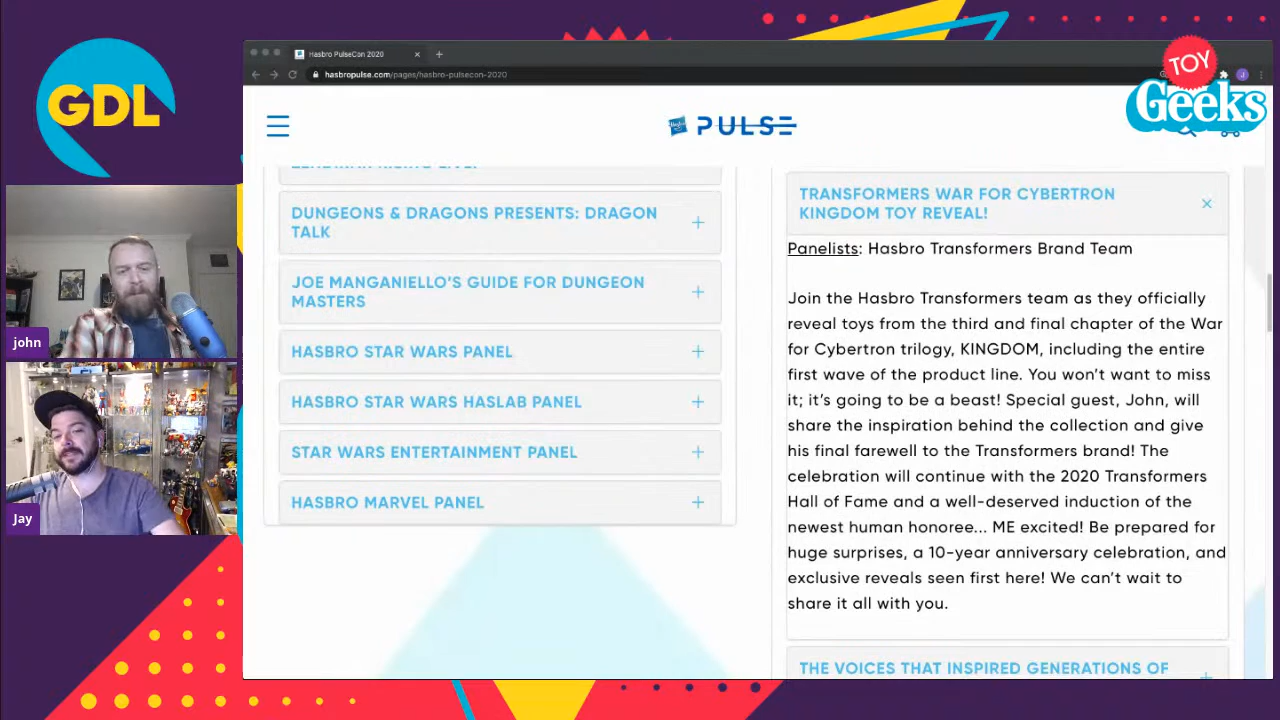 GDL
john
Jay
Hasbro PulseCon 2020
hasbropulse.com/pages/hasbro-pulsecon-2020
J
TOY
Geeks
PULSE
DUNGEONS & DRAGONS PRESENTS: DRAGON
TALK
JOE MANGANIELLO'S GUIDE FOR DUNGEON
MASTERS
HASBRO STAR WARS PANEL
HASBRO STAR WARS HASLAB PANEL
STAR WARS ENTERTAINMENT PANEL
HASBRO MARVEL PANEL
TRANSFORMERS WAR FOR CYBERTRON
KINGDOM TOY REVEAL!
Panelists: Hasbro Transformers Brand Team
Join the Hasbro Transformers team as they officially
reveal toys from the third and final chapter of the War
for Cybertron trilogy, KINGDOM, including the entire
first wave of the product line. You won't want to miss
it; it's going to be a beast! Special guest, John, will
share the inspiration behind the collection and give
his final farewell to the Transformers brand! The
celebration will continue with the 2020 Transformers
Hall of Fame and a well-deserved induction of the
newest human honoree... ME excited! Be prepared for
huge surprises, a 10-year anniversary celebration, and
exclusive reveals seen first here! We can't wait to
share it all with you.
THE VOICES THAT INSPIRED GENERATIONS OF